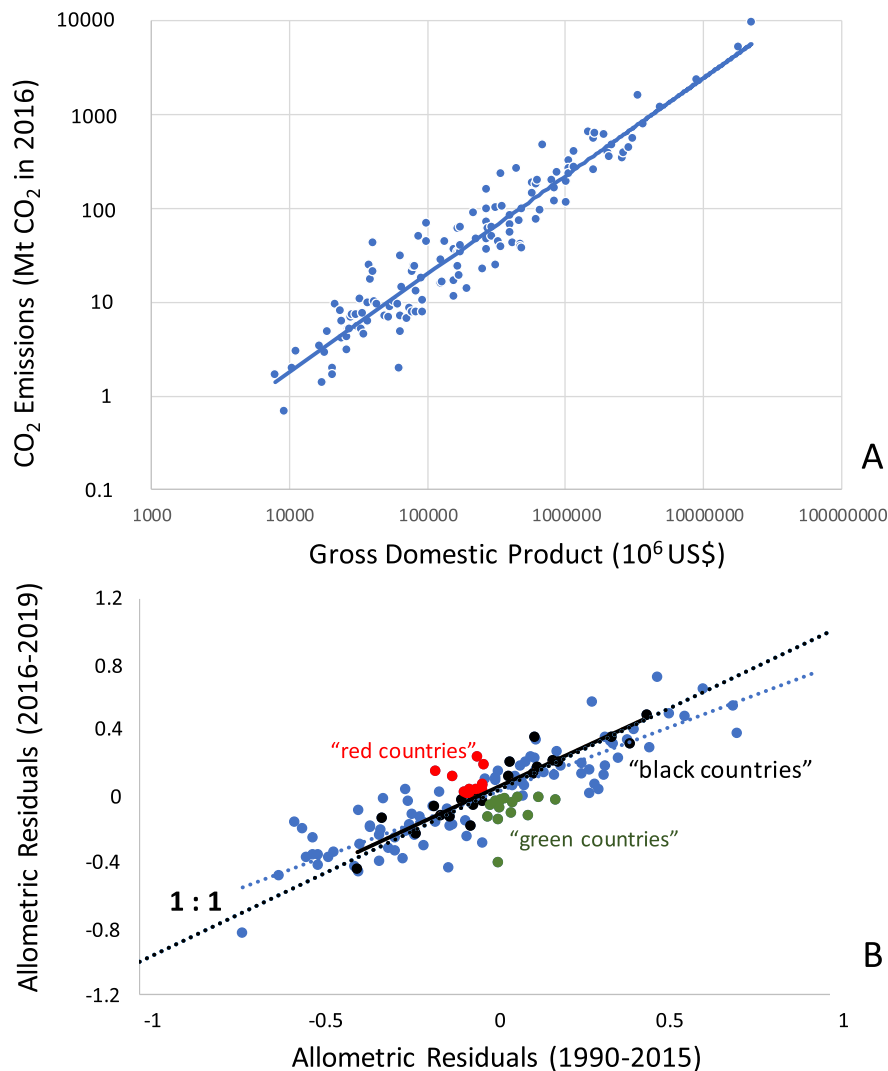 10000
1000
100
10
1
0.1
CO2 Emissions (Mt CO2 in 2016)
A
1000 10000 100000 1000000 10000000 100000000
Gross Domestic Product (10⁶ US$)
1.2
0.8
0.4
0
-0.4
-0.8
-1.2
Allometric Residuals (2016-2019)
"red countries"
"black countries"
"green countries"
1 : 1
B
-1 -0.5 0 0.5 1
Allometric Residuals (1990-2015)